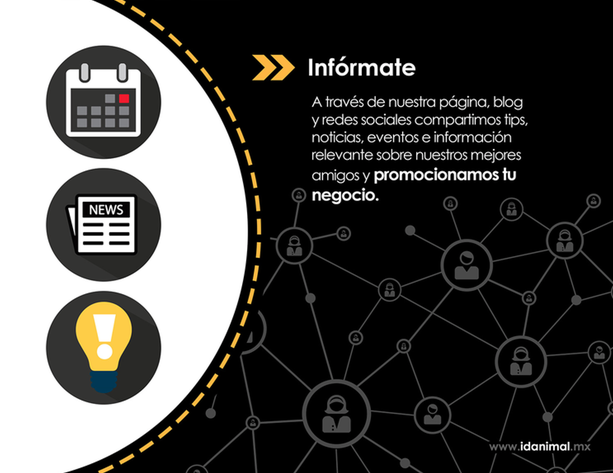 Infórmate
A través de nuestra página, blog
y redes sociales compartimos tips,
noticias, eventos e información
relevante sobre nuestros mejores
amigos y promocionamos tu
negocio.
NEWS
!
www.idanimal.mx